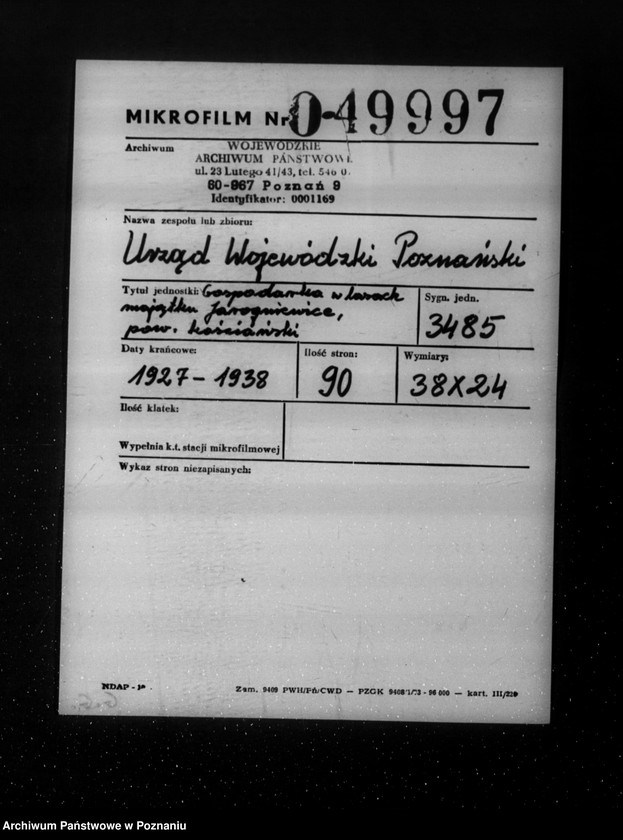 MIKROFILM Nr 0-49997
Archiwum
WOJEWÓDZKIE
ARCHIWUM PAŃSTWOWE
ul. 23 Lutego 41/43, tel. 546 0
60-967 Poznań 9
Identyfikator: 0001169
Nazwa zespołu lub zbioru:
Urząd Wojewódzki Poznański
Tytuł jednostki: Gospodarka w lasach
majątku Jarogniewice,
pow. kościański
Sygn. jedn.
3485
Daty krańcowe:
1927-1938
Ilość stron:
90
Wymiary:
38X24
Ilość klatek:
Wypełnia k.t. stacji mikrofilmowej
Wykaz stron niezapisanych:
NDAP -
Zam. 9409 PWH/Pń/CWD — PZGK 9408/1/73 - 96 000 — kart. III/220
Archiwum Państwowe w Poznaniu